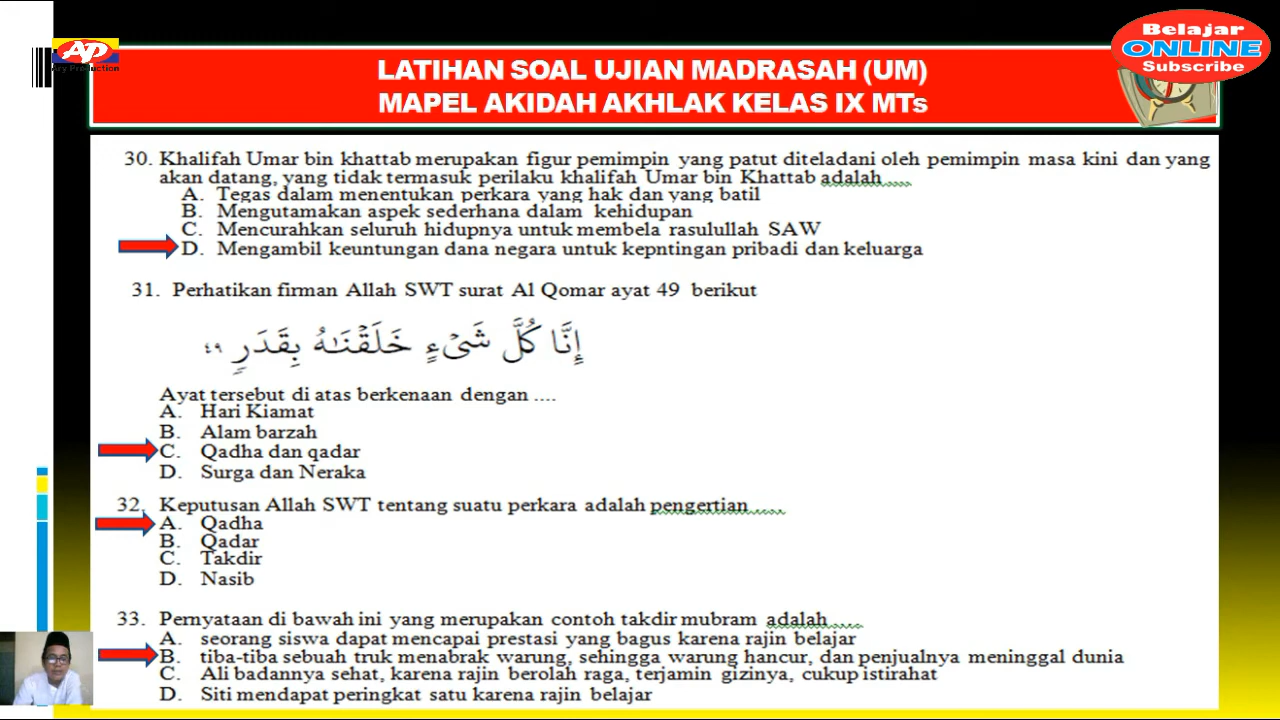 Belajar
ONLINE
Subscribe
AP
Ary Production
LATIHAN SOAL UJIAN MADRASAH (UM)
MAPEL AKIDAH AKHLAK KELAS IX MTs
30. Khalifah Umar bin khattab merupakan figur pemimpin yang patut diteladani oleh pemimpin masa kini dan yang
akan datang, yang tidak termasuk perilaku khalifah Umar bin Khattab adalah ....
A. Tegas dalam menentukan perkara yang hak dan yang batil
B. Mengutamakan aspek sederhana dalam kehidupan
C. Mencurahkan seluruh hidupnya untuk membela rasulullah SAW
D. Mengambil keuntungan dana negara untuk kepntingan pribadi dan keluarga
31. Perhatikan firman Allah SWT surat Al Qomar ayat 49 berikut
إِنَّا كُلَّ شَيۡءٍ خَلَقۡنَٰهُ بِقَدَرٖ ٤٩
Ayat tersebut di atas berkenaan dengan ....
A. Hari Kiamat
B. Alam barzah
C. Qadha dan qadar
D. Surga dan Neraka
32. Keputusan Allah SWT tentang suatu perkara adalah pengertian ....
A. Qadha
B. Qadar
C. Takdir
D. Nasib
33. Pernyataan di bawah ini yang merupakan contoh takdir mubram adalah ....
A. seorang siswa dapat mencapai prestasi yang bagus karena rajin belajar
B. tiba-tiba sebuah truk menabrak warung, sehingga warung hancur, dan penjualnya meninggal dunia
C. Ali badannya sehat, karena rajin berolah raga, terjamin gizinya, cukup istirahat
D. Siti mendapat peringkat satu karena rajin belajar